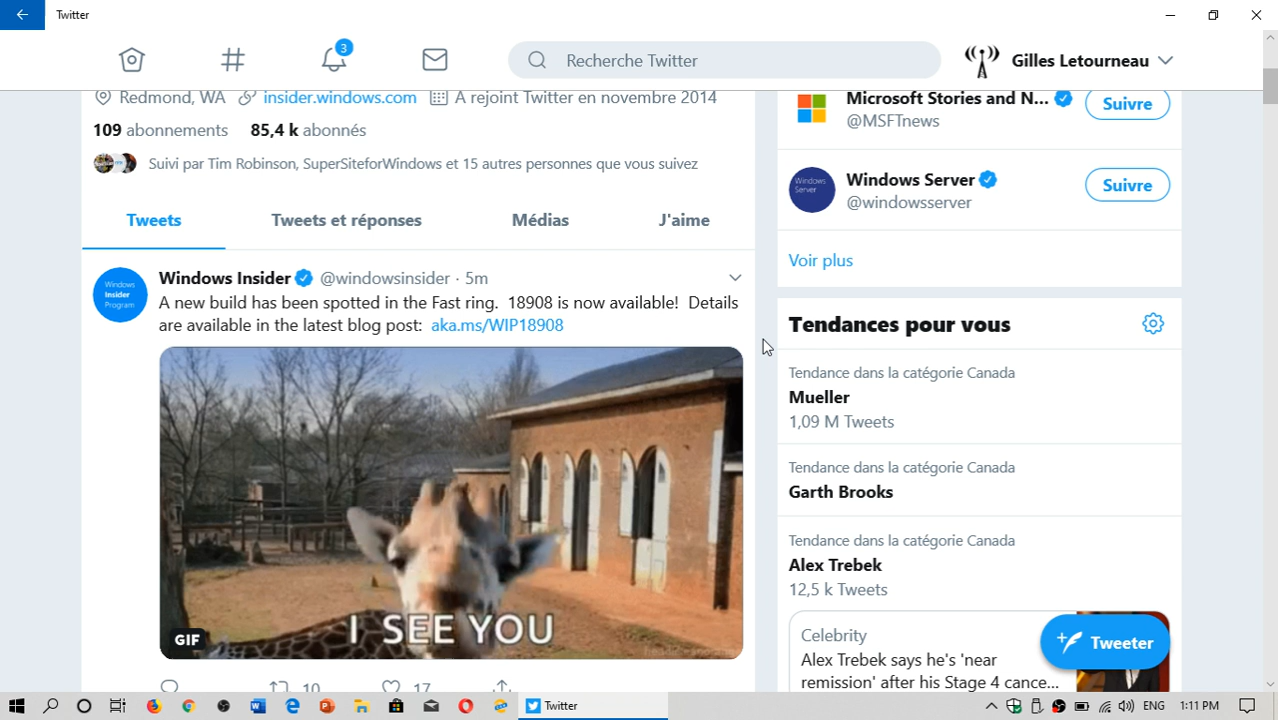 Twitter
3
Recherche Twitter
Gilles Letourneau
Redmond, WA insider.windows.com A rejoint Twitter en novembre 2014
109 abonnements 85,4 k abonnés
Suivi par Tim Robinson, SuperSiteforWindows et 15 autres personnes que vous suivez
Tweets Tweets et réponses Médias J'aime
Windows Insider Program
Windows Insider @windowsinsider · 5m
A new build has been spotted in the Fast ring. 18908 is now available! Details
are available in the latest blog post: aka.ms/WIP18908
I SEE YOU
GIF
10 17
Microsoft Stories and N...
@MSFTnews
Suivre
Windows Server
Windows Server
@windowsserver
Suivre
Voir plus
Tendances pour vous
Tendance dans la catégorie Canada
Mueller
1,09 M Tweets
Tendance dans la catégorie Canada
Garth Brooks
Tendance dans la catégorie Canada
Alex Trebek
12,5 k Tweets
Celebrity
Alex Trebek says he's 'near
remission' after his Stage 4 cance...
Tweeter
Twitter
ENG 1:11 PM